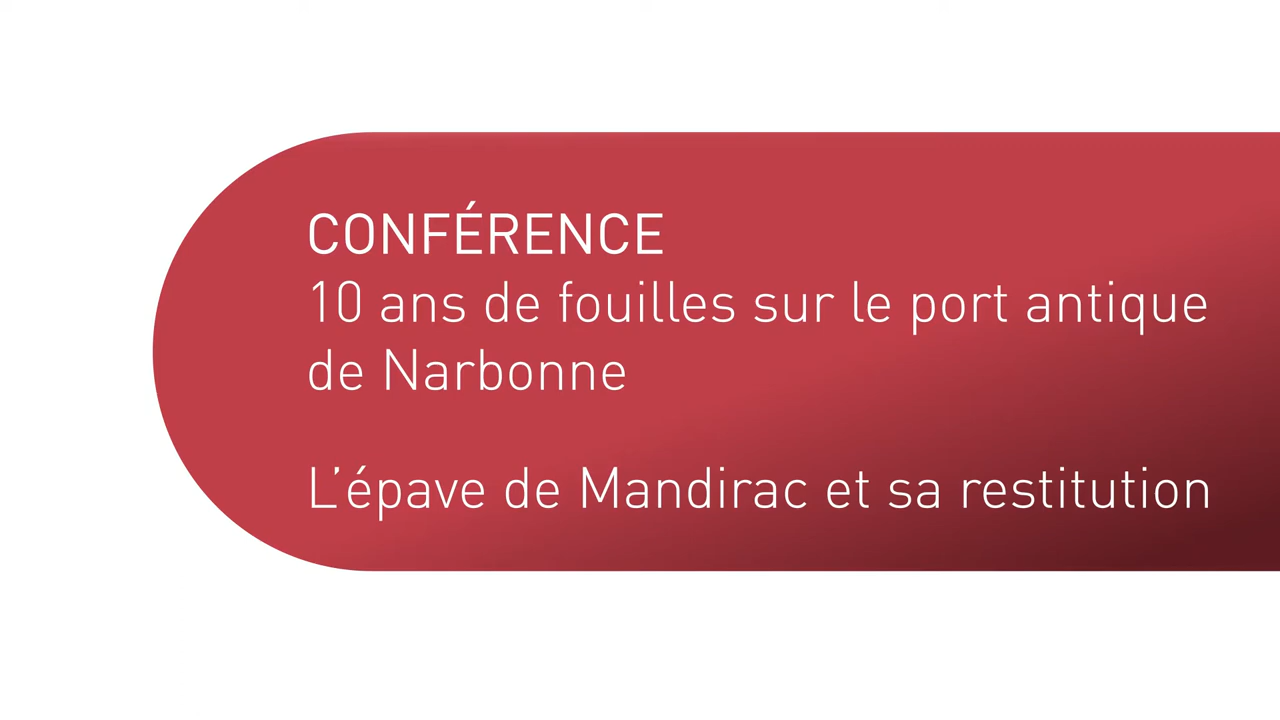 CONFÉRENCE
10 ans de fouilles sur le port antique
de Narbonne
L’épave de Mandirac et sa restitution